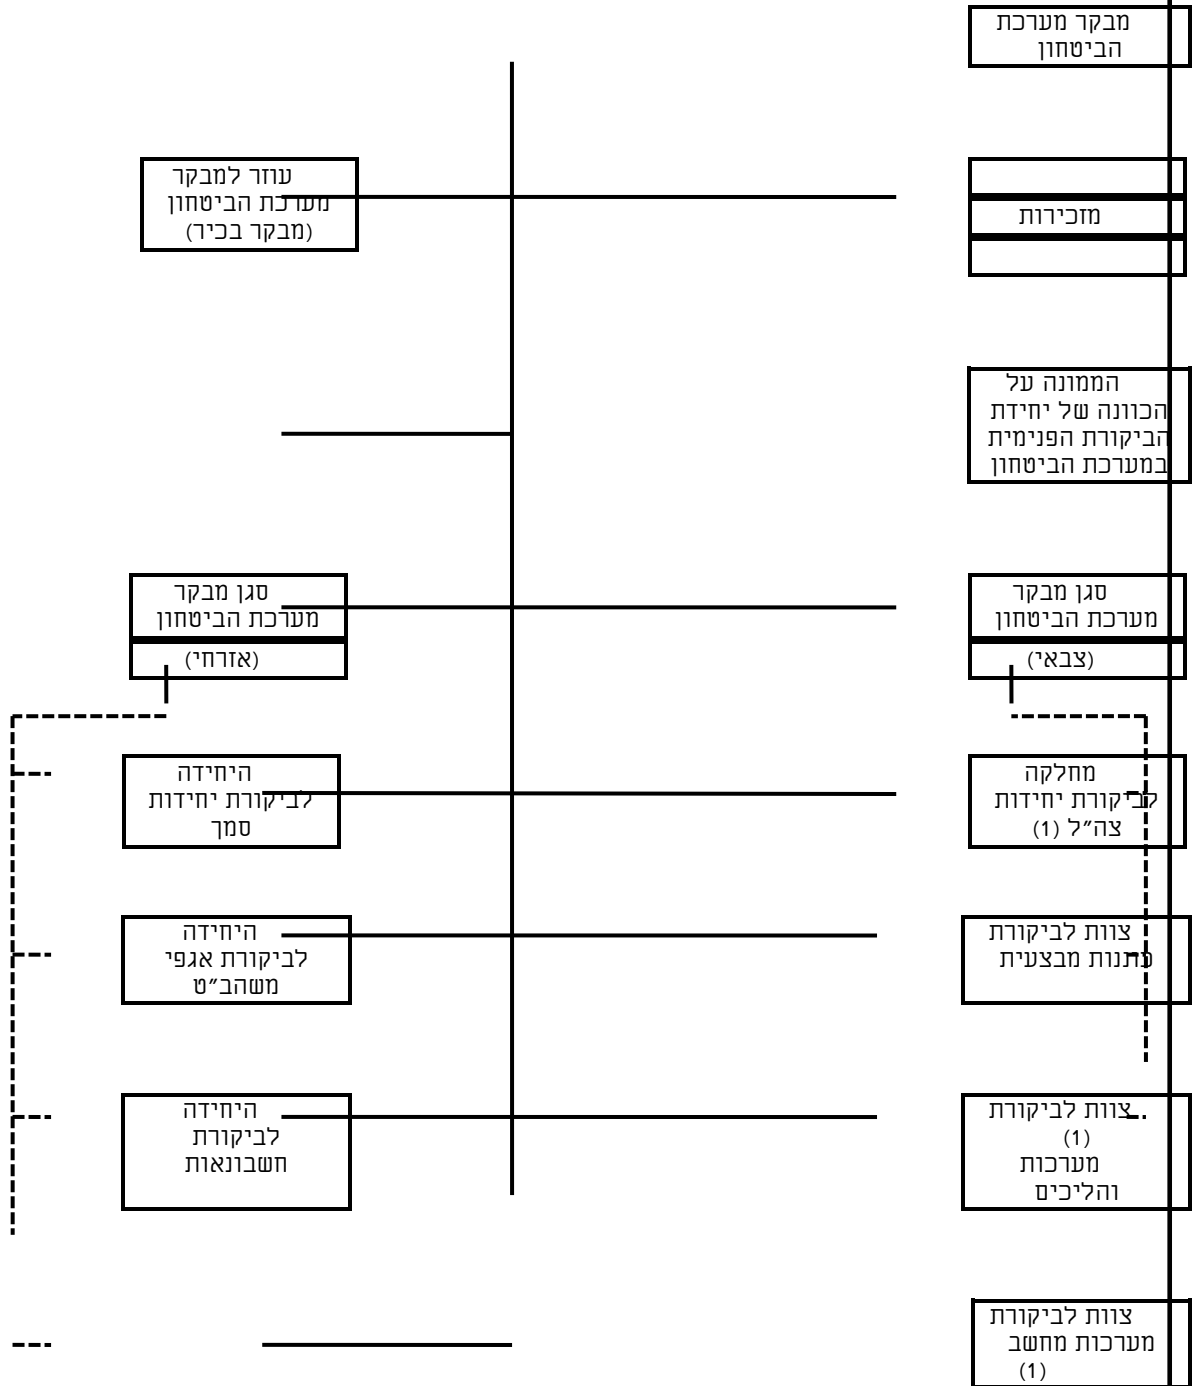 מבקר מערכת
הביטחון
מזכירות
עוזר למבקר
מערכת הביטחון
(מבקר בכיר)
הממונה על
הכוונה של יחידת
הביקורת הפנימית
במערכת הביטחון
סגן מבקר
מערכת הביטחון
(צבאי)
סגן מבקר
מערכת הביטחון
(אזרחי)
מחלקה
לביקורת יחידות
צה"ל (1)
היחידה
לביקורת יחידות
סמך
צוות לביקורת
כתנות מבצעית
היחידה
לביקורת אגפי
משהב"ט
צוות לביקורת
(1)
מערכות
והליכים
היחידה
לביקורת
חשבונאות
צוות לביקורת
מערכות מחשב
(1)